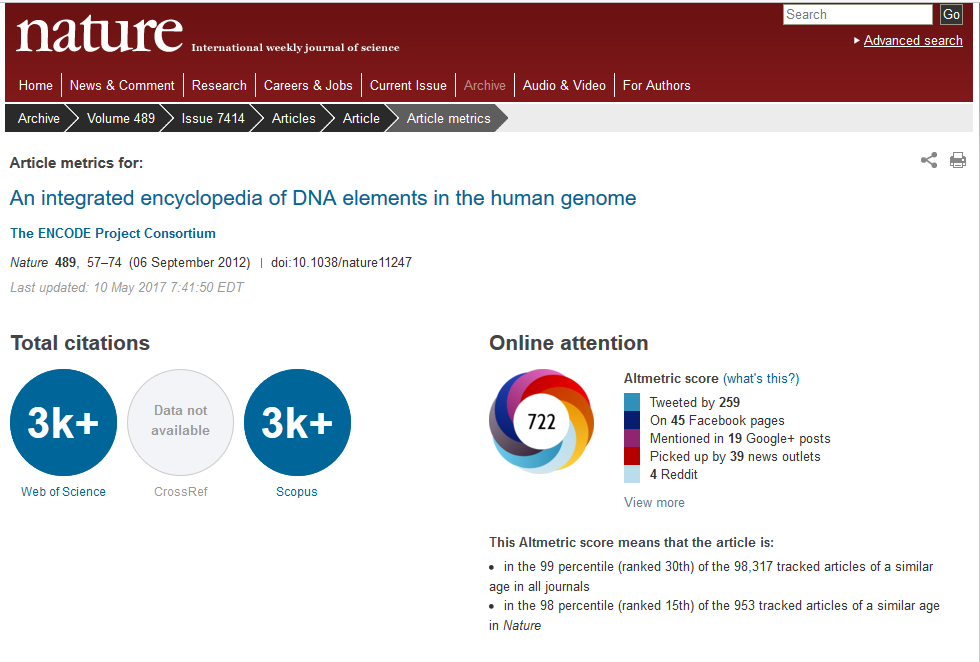 nature International weekly journal of science
Search Go
Advanced search
Home News & Comment Research Careers & Jobs Current Issue Archive Audio & Video For Authors
Archive Volume 489 Issue 7414 Articles Article Article metrics
Article metrics for:
An integrated encyclopedia of DNA elements in the human genome
The ENCODE Project Consortium
Nature 489, 57–74 (06 September 2012) | doi:10.1038/nature11247
Last updated: 10 May 2017 7:41:50 EDT
Total citations
3k+
Web of Science
Data not
available
CrossRef
3k+
Scopus
Online attention
722
Altmetric score (what's this?)
Tweeted by 259
On 45 Facebook pages
Mentioned in 19 Google+ posts
Picked up by 39 news outlets
4 Reddit
View more
This Altmetric score means that the article is:
• in the 99 percentile (ranked 30th) of the 98,317 tracked articles of a similar
age in all journals
• in the 98 percentile (ranked 15th) of the 953 tracked articles of a similar age
in Nature